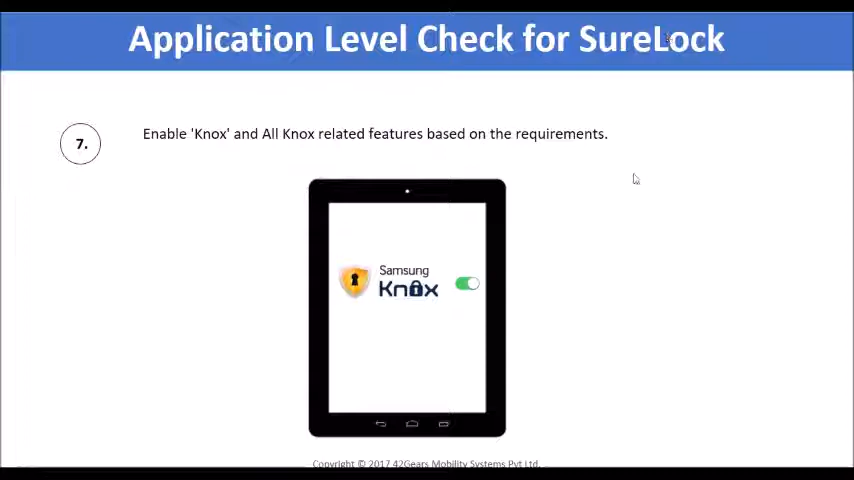 Application Level Check for SureLock
7.
Enable 'Knox' and All Knox related features based on the requirements.
Samsung
Knox
Copyright © 2017 42Gears Mobility Systems Pvt Ltd.